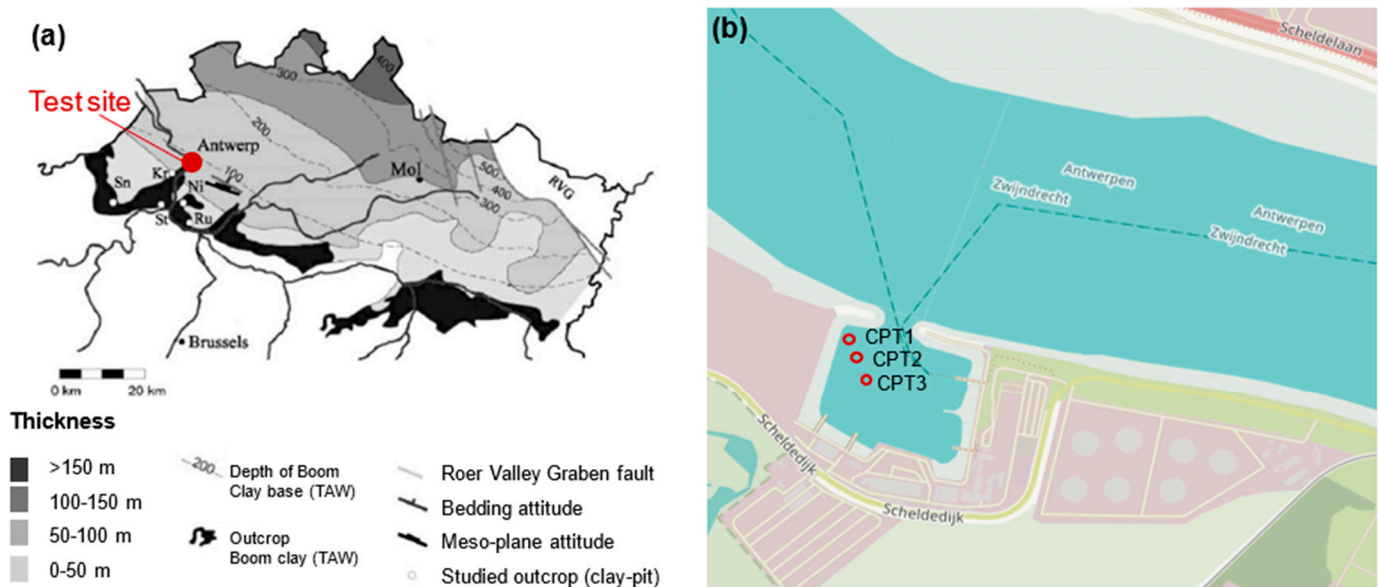 (a)
300
400
Test site
200
Antwerp
100
Mol
500
400
300
RVG
Kr
Sn
Ni
St
Ru
Brussels
0 km
20 km
Thickness
>150 m
100-150 m
50-100 m
0-50 m
200
Depth of Boom
Clay base (TAW)
Outcrop
Boom clay (TAW)
Roer Valley Graben fault
Bedding attitude
Meso-plane attitude
Studied outcrop (clay-pit)
(b)
Scheldelaan
Antwerpen
Zwijndrecht
Antwerpen
Zwijndrecht
CPT1
CPT2
CPT3
Scheldedijk
Scheldedijk